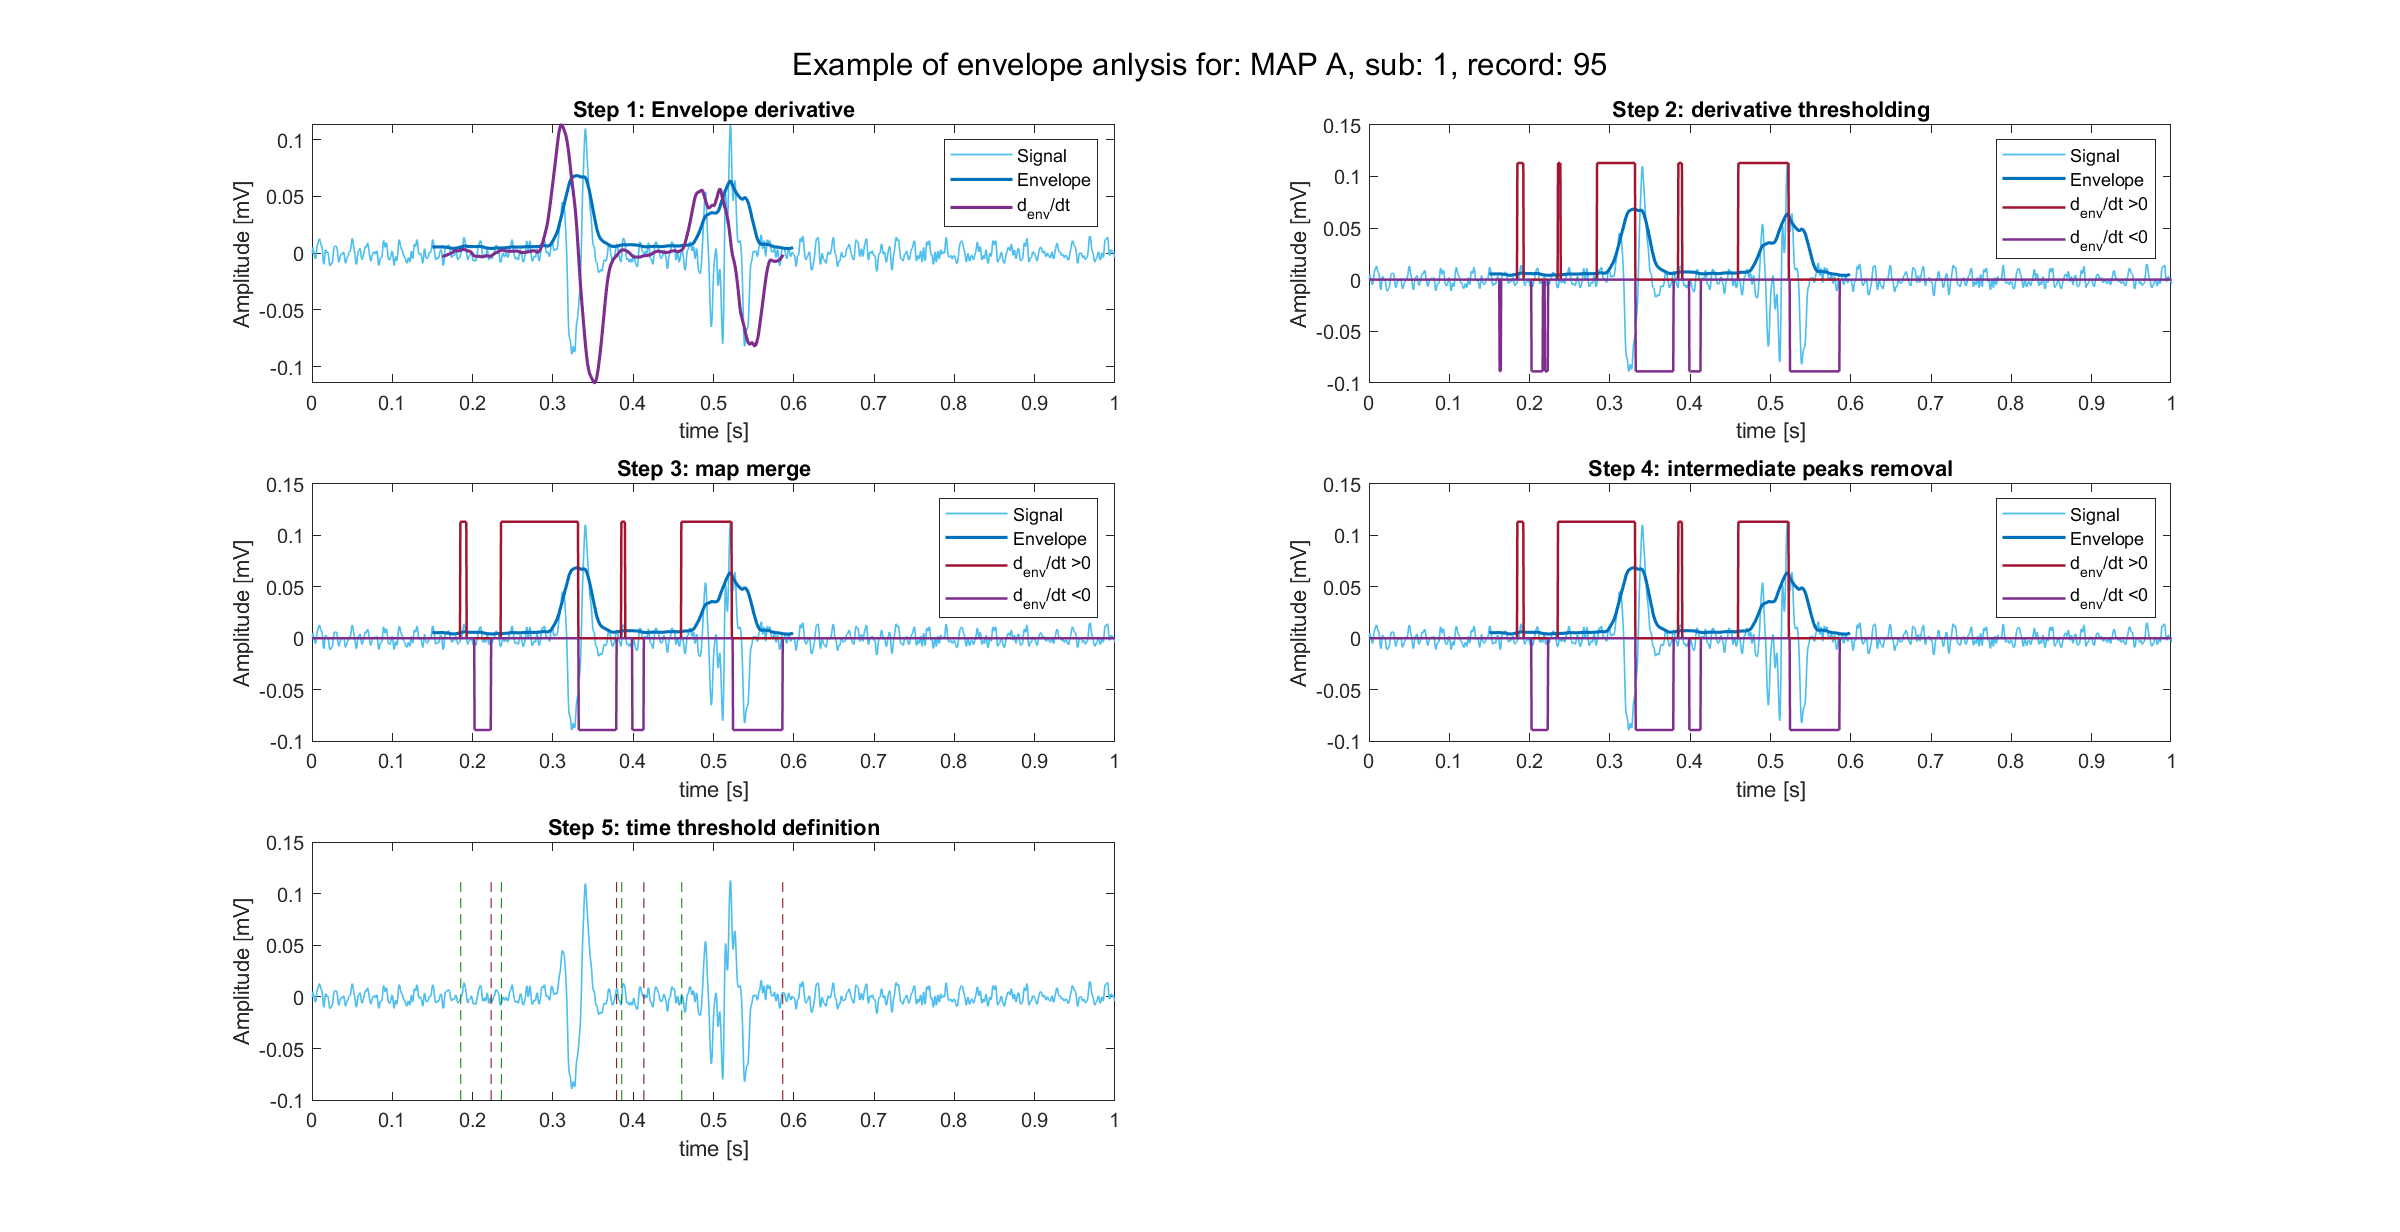 Example of envelope anlysis for: MAP A, sub: 1, record: 95
Step 1: Envelope derivative
Amplitude [mV]
0.1
0.05
0
-0.05
-0.1
Signal
Envelope
d_env/dt
0 0.1 0.2 0.3 0.4 0.5 0.6 0.7 0.8 0.9 1
time [s]
Step 2: derivative thresholding
Amplitude [mV]
0.15
0.1
0.05
0
-0.05
-0.1
Signal
Envelope
d_env/dt >0
d_env/dt <0
0 0.1 0.2 0.3 0.4 0.5 0.6 0.7 0.8 0.9 1
time [s]
Step 3: map merge
Amplitude [mV]
0.15
0.1
0.05
0
-0.05
-0.1
Signal
Envelope
d_env/dt >0
d_env/dt <0
0 0.1 0.2 0.3 0.4 0.5 0.6 0.7 0.8 0.9 1
time [s]
Step 4: intermediate peaks removal
Amplitude [mV]
0.15
0.1
0.05
0
-0.05
-0.1
Signal
Envelope
d_env/dt >0
d_env/dt <0
0 0.1 0.2 0.3 0.4 0.5 0.6 0.7 0.8 0.9 1
time [s]
Step 5: time threshold definition
Amplitude [mV]
0.15
0.1
0.05
0
-0.05
-0.1
0 0.1 0.2 0.3 0.4 0.5 0.6 0.7 0.8 0.9 1
time [s]